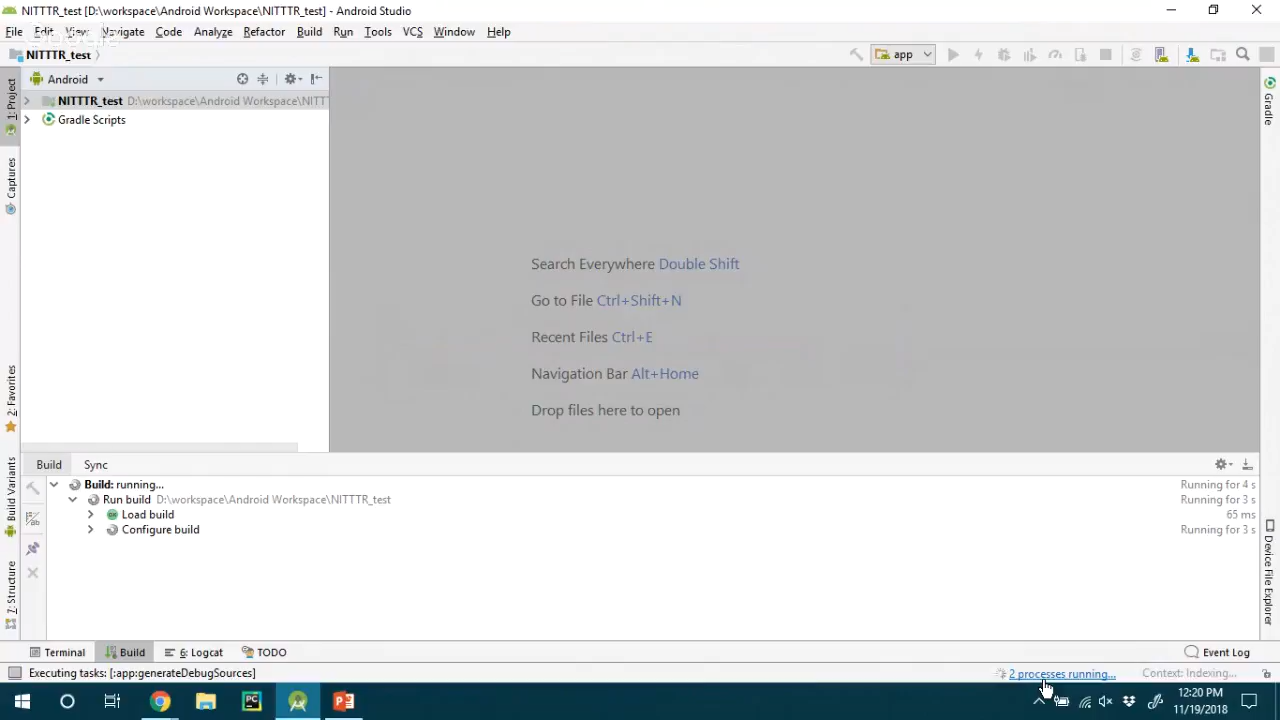 NITTTR_test [D:\workspace\Android Workspace\NITTTR_test] - Android Studio
File Edit View Navigate Code Analyze Refactor Build Run Tools VCS Window Help
NITTTR_test
app
1: Project
Captures
2: Favorites
Build Variants
7: Structure
Android
NITTTR_test D:\workspace\Android Workspace\NITT
Gradle Scripts
Search Everywhere Double Shift
Go to File Ctrl+Shift+N
Recent Files Ctrl+E
Navigation Bar Alt+Home
Drop files here to open
Gradle
Device File Explorer
Build Sync
Build: running... Running for 4 s
Run build D:\workspace\Android Workspace\NITTTR_test Running for 3 s
Load build 65 ms
Configure build Running for 3 s
Terminal Build 6: Logcat TODO Event Log
Executing tasks: [:app:generateDebugSources] 2 processes running... Context: Indexing...
12:20 PM
11/19/2018